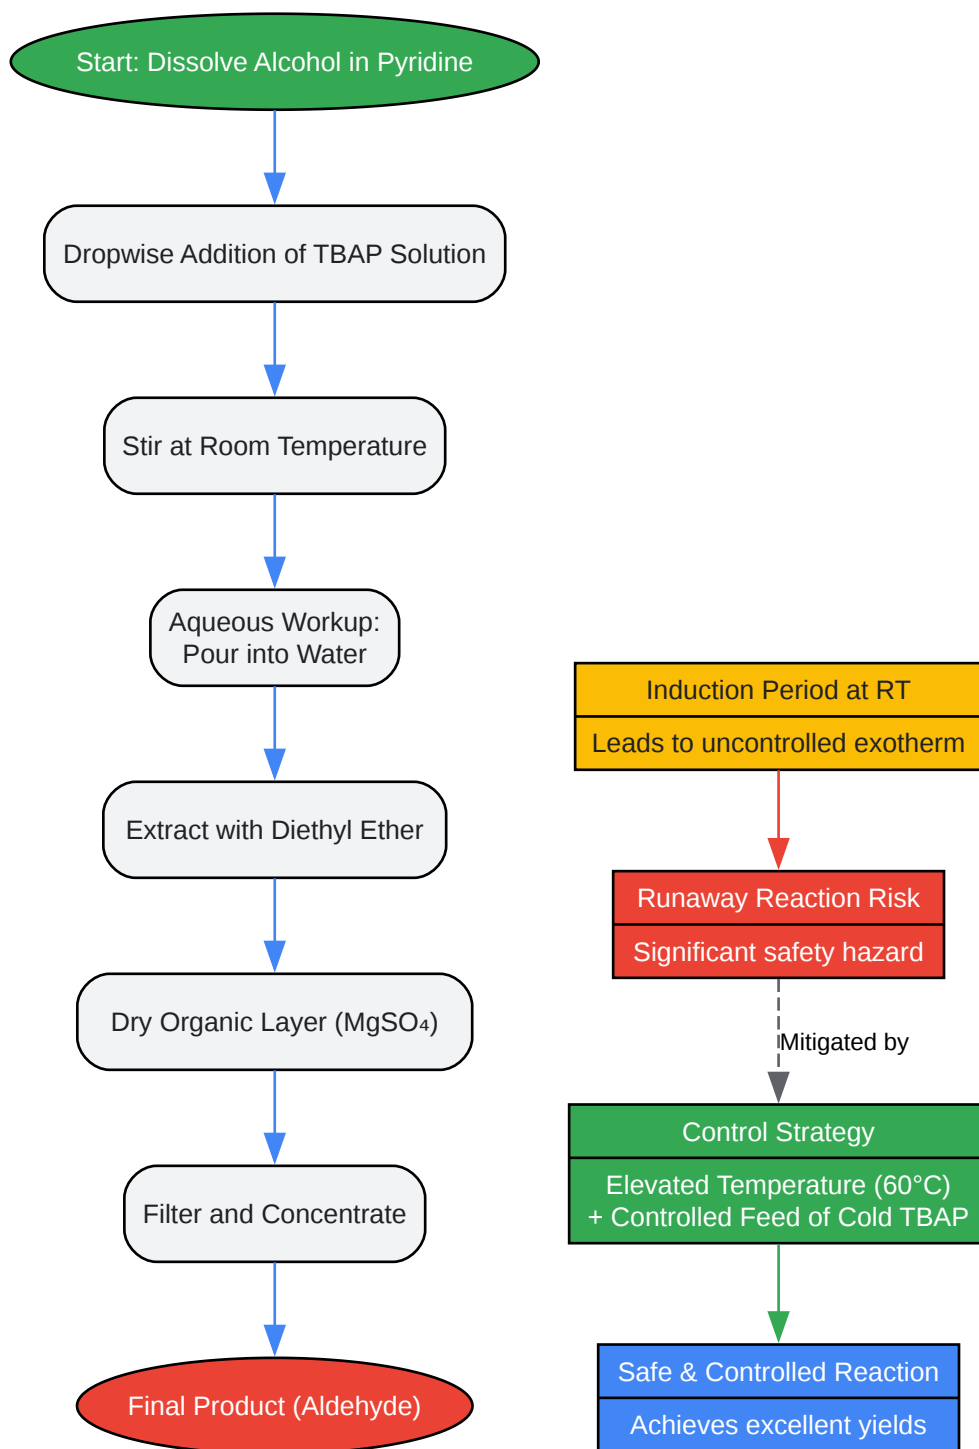 Start: Dissolve Alcohol in Pyridine
Dropwise Addition of TBAP Solution
Stir at Room Temperature
Aqueous Workup:
Pour into Water
Extract with Diethyl Ether
Dry Organic Layer (MgSO₄)
Filter and Concentrate
Final Product (Aldehyde)
Induction Period at RT
Leads to uncontrolled exotherm
Runaway Reaction Risk
Significant safety hazard
Mitigated by
Control Strategy
Elevated Temperature (60°C)
+ Controlled Feed of Cold TBAP
Safe & Controlled Reaction
Achieves excellent yields